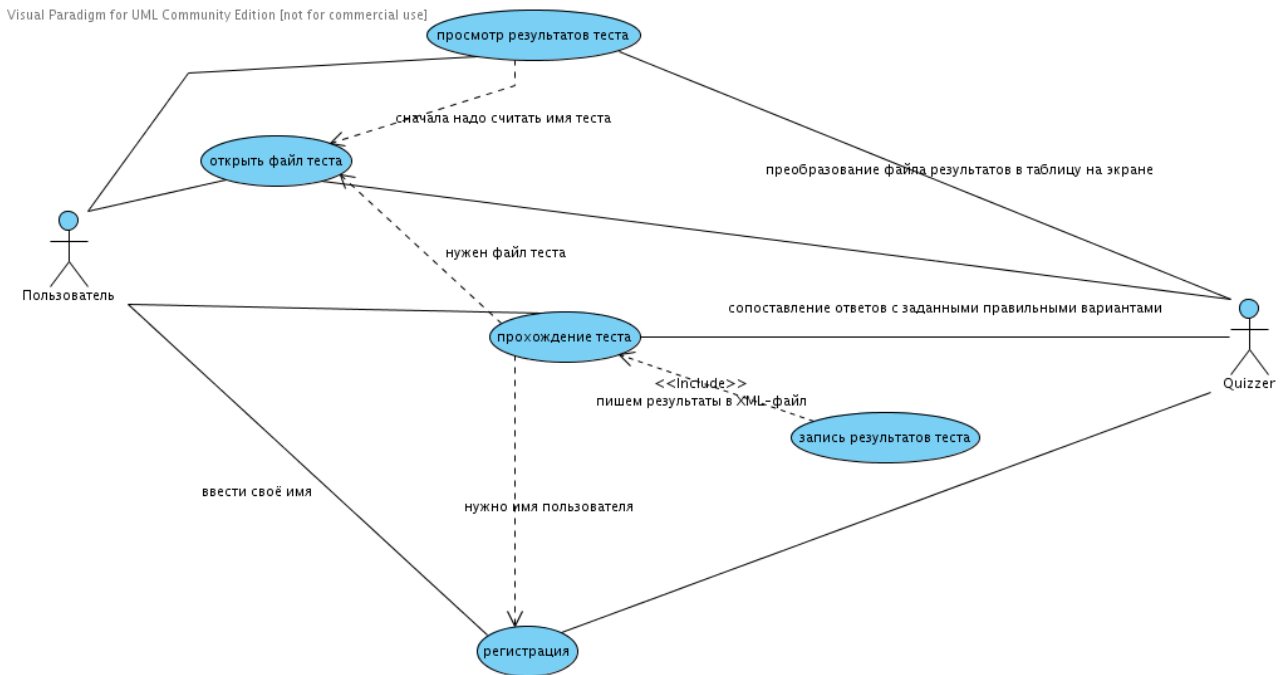 Visual Paradigm for UML Community Edition [not for commercial use]
просмотр результатов теста
сначала надо считать имя теста
открыть файл теста
преобразование файла результатов в таблицу на экране
нужен файл теста
Пользователь
сопоставление ответов с заданными правильными вариантами
прохождение теста
Quizzer
<<Include>>
пишем результаты в XML-файл
запись результатов теста
ввести своё имя
нужно имя пользователя
регистрация